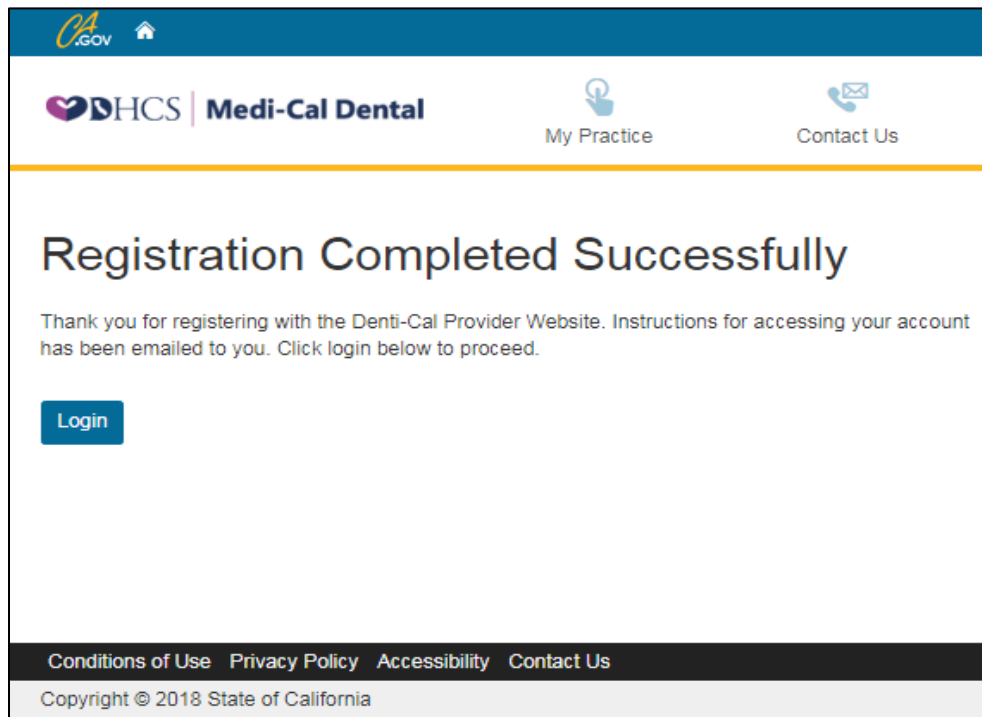 CA.GOV
DHCS Medi-Cal Dental
My Practice
Contact Us
Registration Completed Successfully
Thank you for registering with the Denti-Cal Provider Website. Instructions for accessing your account
has been emailed to you. Click login below to proceed.
Login
Conditions of Use Privacy Policy Accessibility Contact Us
Copyright © 2018 State of California